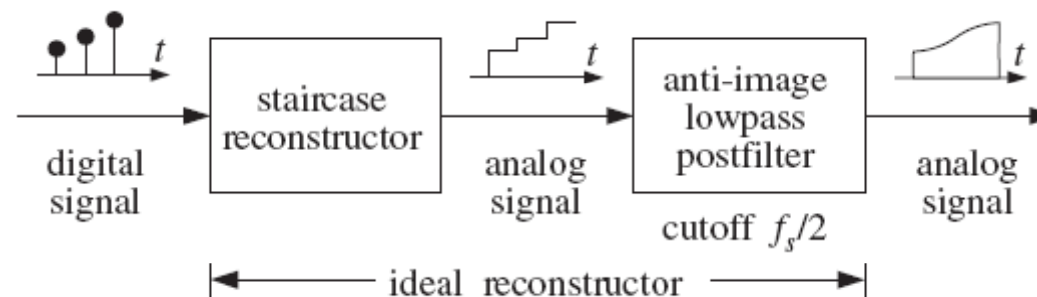 t
t
t
staircase
reconstructor
anti-image
lowpass
postfilter
digital
signal
analog
signal
analog
signal
cutoff fs/2
ideal reconstructor